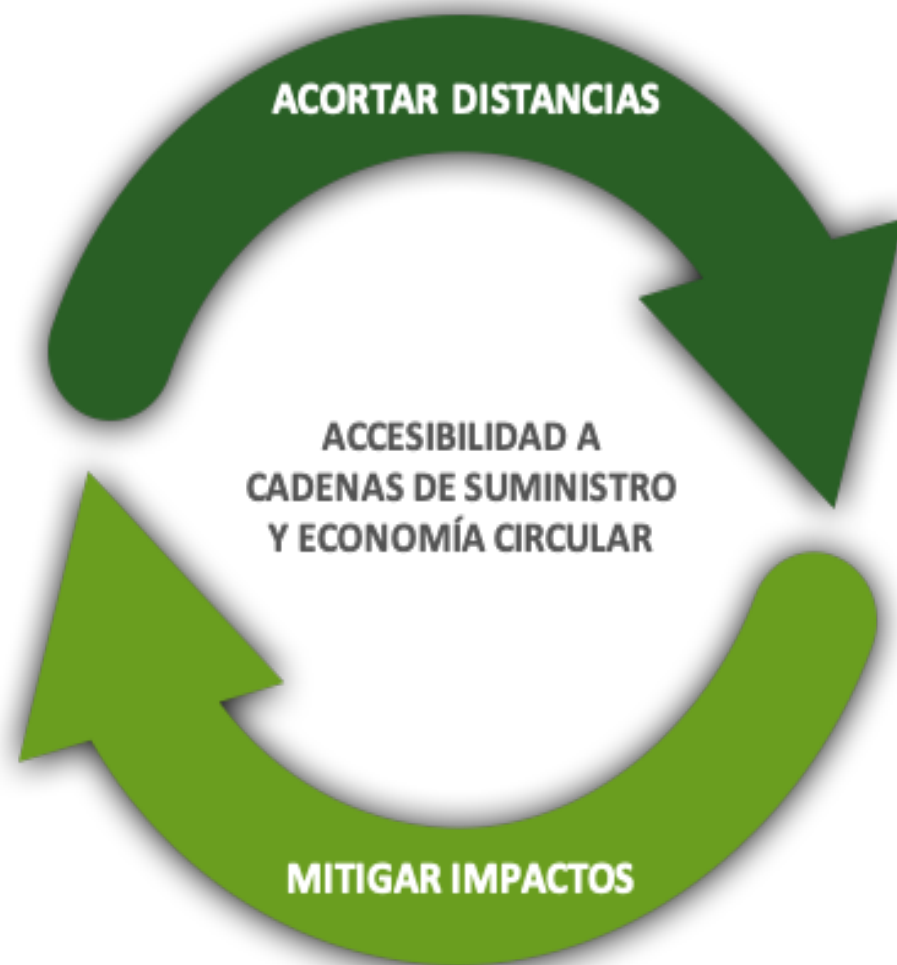 ACORTAR DISTANCIAS
ACCESIBILIDAD A
CADENAS DE SUMINISTRO
Y ECONOMÍA CIRCULAR
MITIGAR IMPACTOS